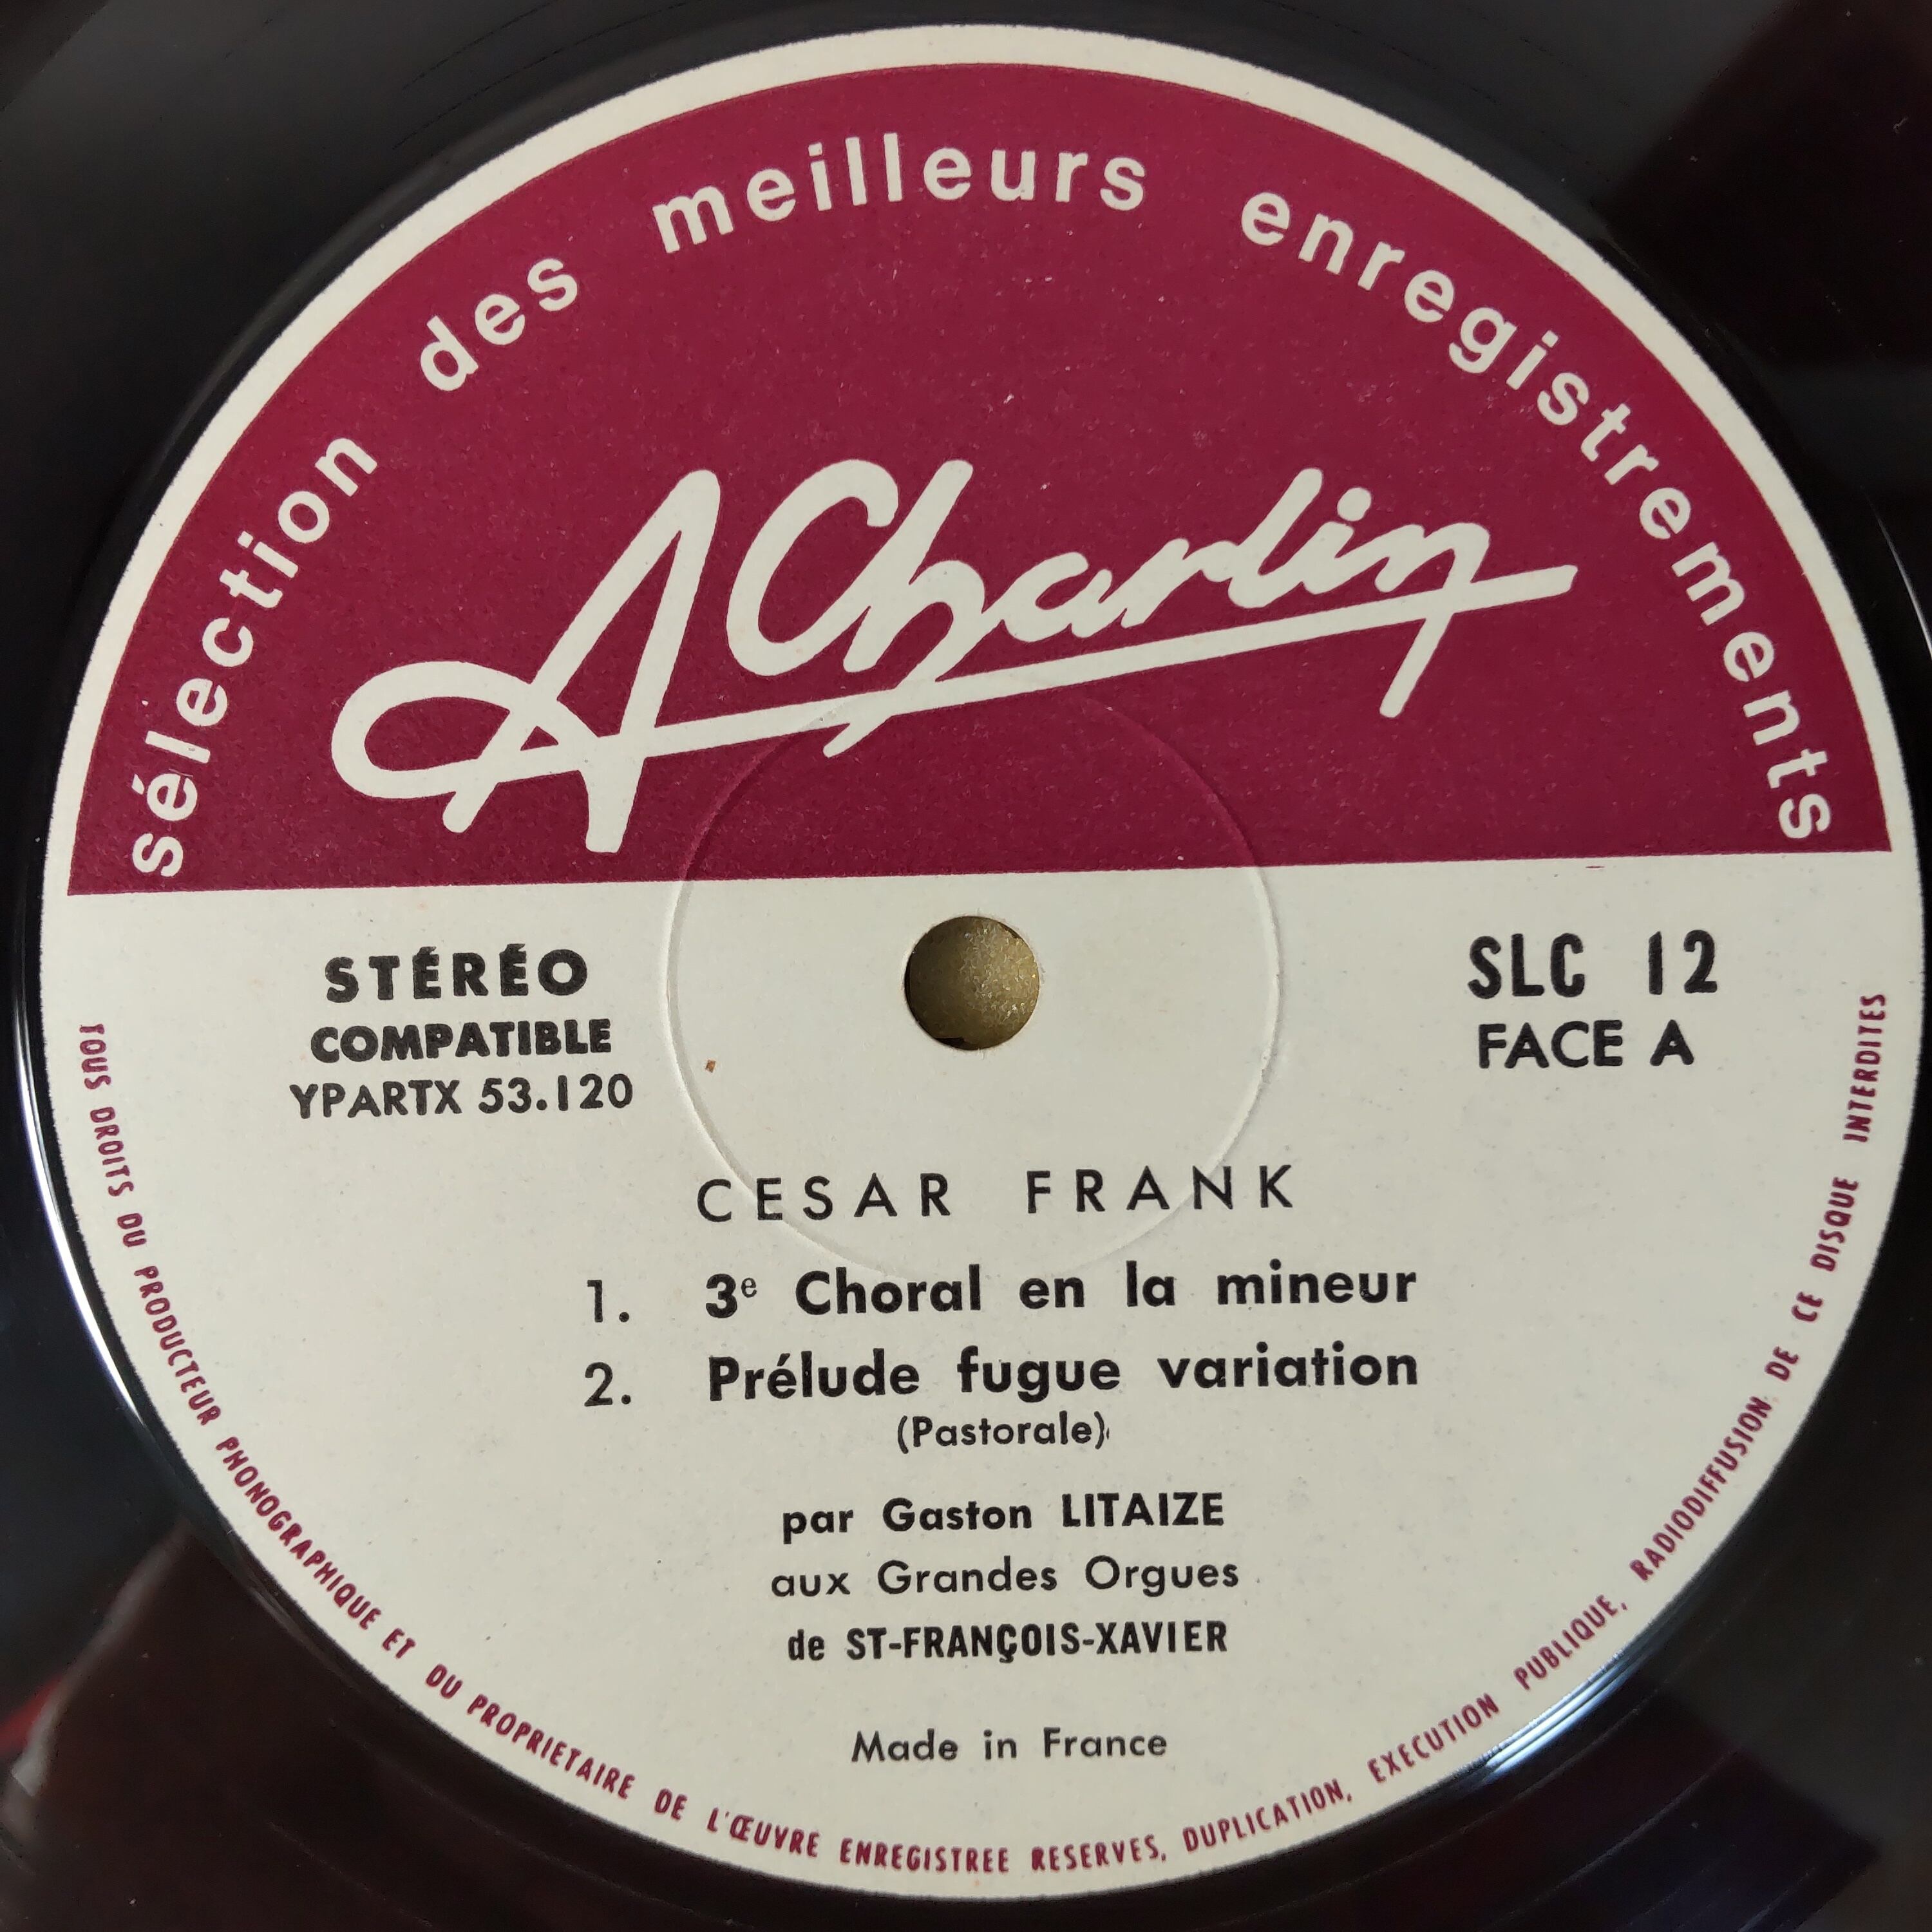 sélection des meilleurs enregistrements
A Charlin
STÉRÉO
COMPATIBLE
YPARTX 53.120
SLC 12
FACE A
CESAR FRANK
1. 3e Choral en la mineur
2. Prélude fugue variation
(Pastorale)
par Gaston LITAIZE
aux Grandes Orgues
de ST-FRANÇOIS-XAVIER
Made in France
TOUS DROITS DU PRODUCTEUR PHONOGRAPHIQUE ET DU PROPRIETAIRE DE L'ŒUVRE ENREGISTREE RESERVES, DUPLICATION, EXECUTION PUBLIQUE, RADIODIFFUSION DE CE DISQUE INTERDITES